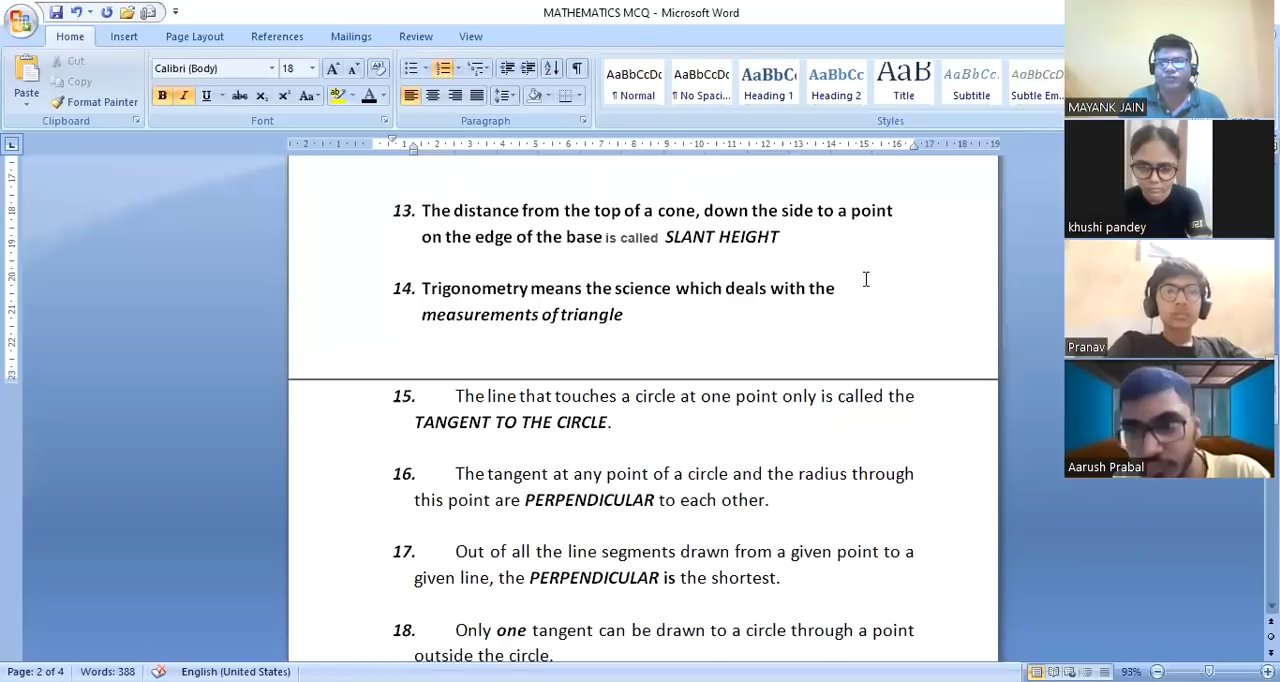 MATHEMATICS MCQ - Microsoft Word
Home Insert Page Layout References Mailings Review View
Cut
Copy
Paste
Format Painter
Clipboard
Calibri (Body) 18
Font
Paragraph
AaBbCcDc AaBbCcDc AaBbC AaBbCc AaB AaBbCc. AaBbCcDc
¶ Normal ¶ No Spaci... Heading 1 Heading 2 Title Subtitle Subtle Em...
Styles
13. The distance from the top of a cone, down the side to a point
on the edge of the base is called SLANT HEIGHT
14. Trigonometry means the science which deals with the
measurements of triangle
15. The line that touches a circle at one point only is called the
TANGENT TO THE CIRCLE.
16. The tangent at any point of a circle and the radius through
this point are PERPENDICULAR to each other.
17. Out of all the line segments drawn from a given point to a
given line, the PERPENDICULAR is the shortest.
18. Only one tangent can be drawn to a circle through a point
outside the circle.
MAYANK JAIN
khushi pandey
Pranav
Aarush Prabal
Page: 2 of 4 Words: 388 English (United States) 93%